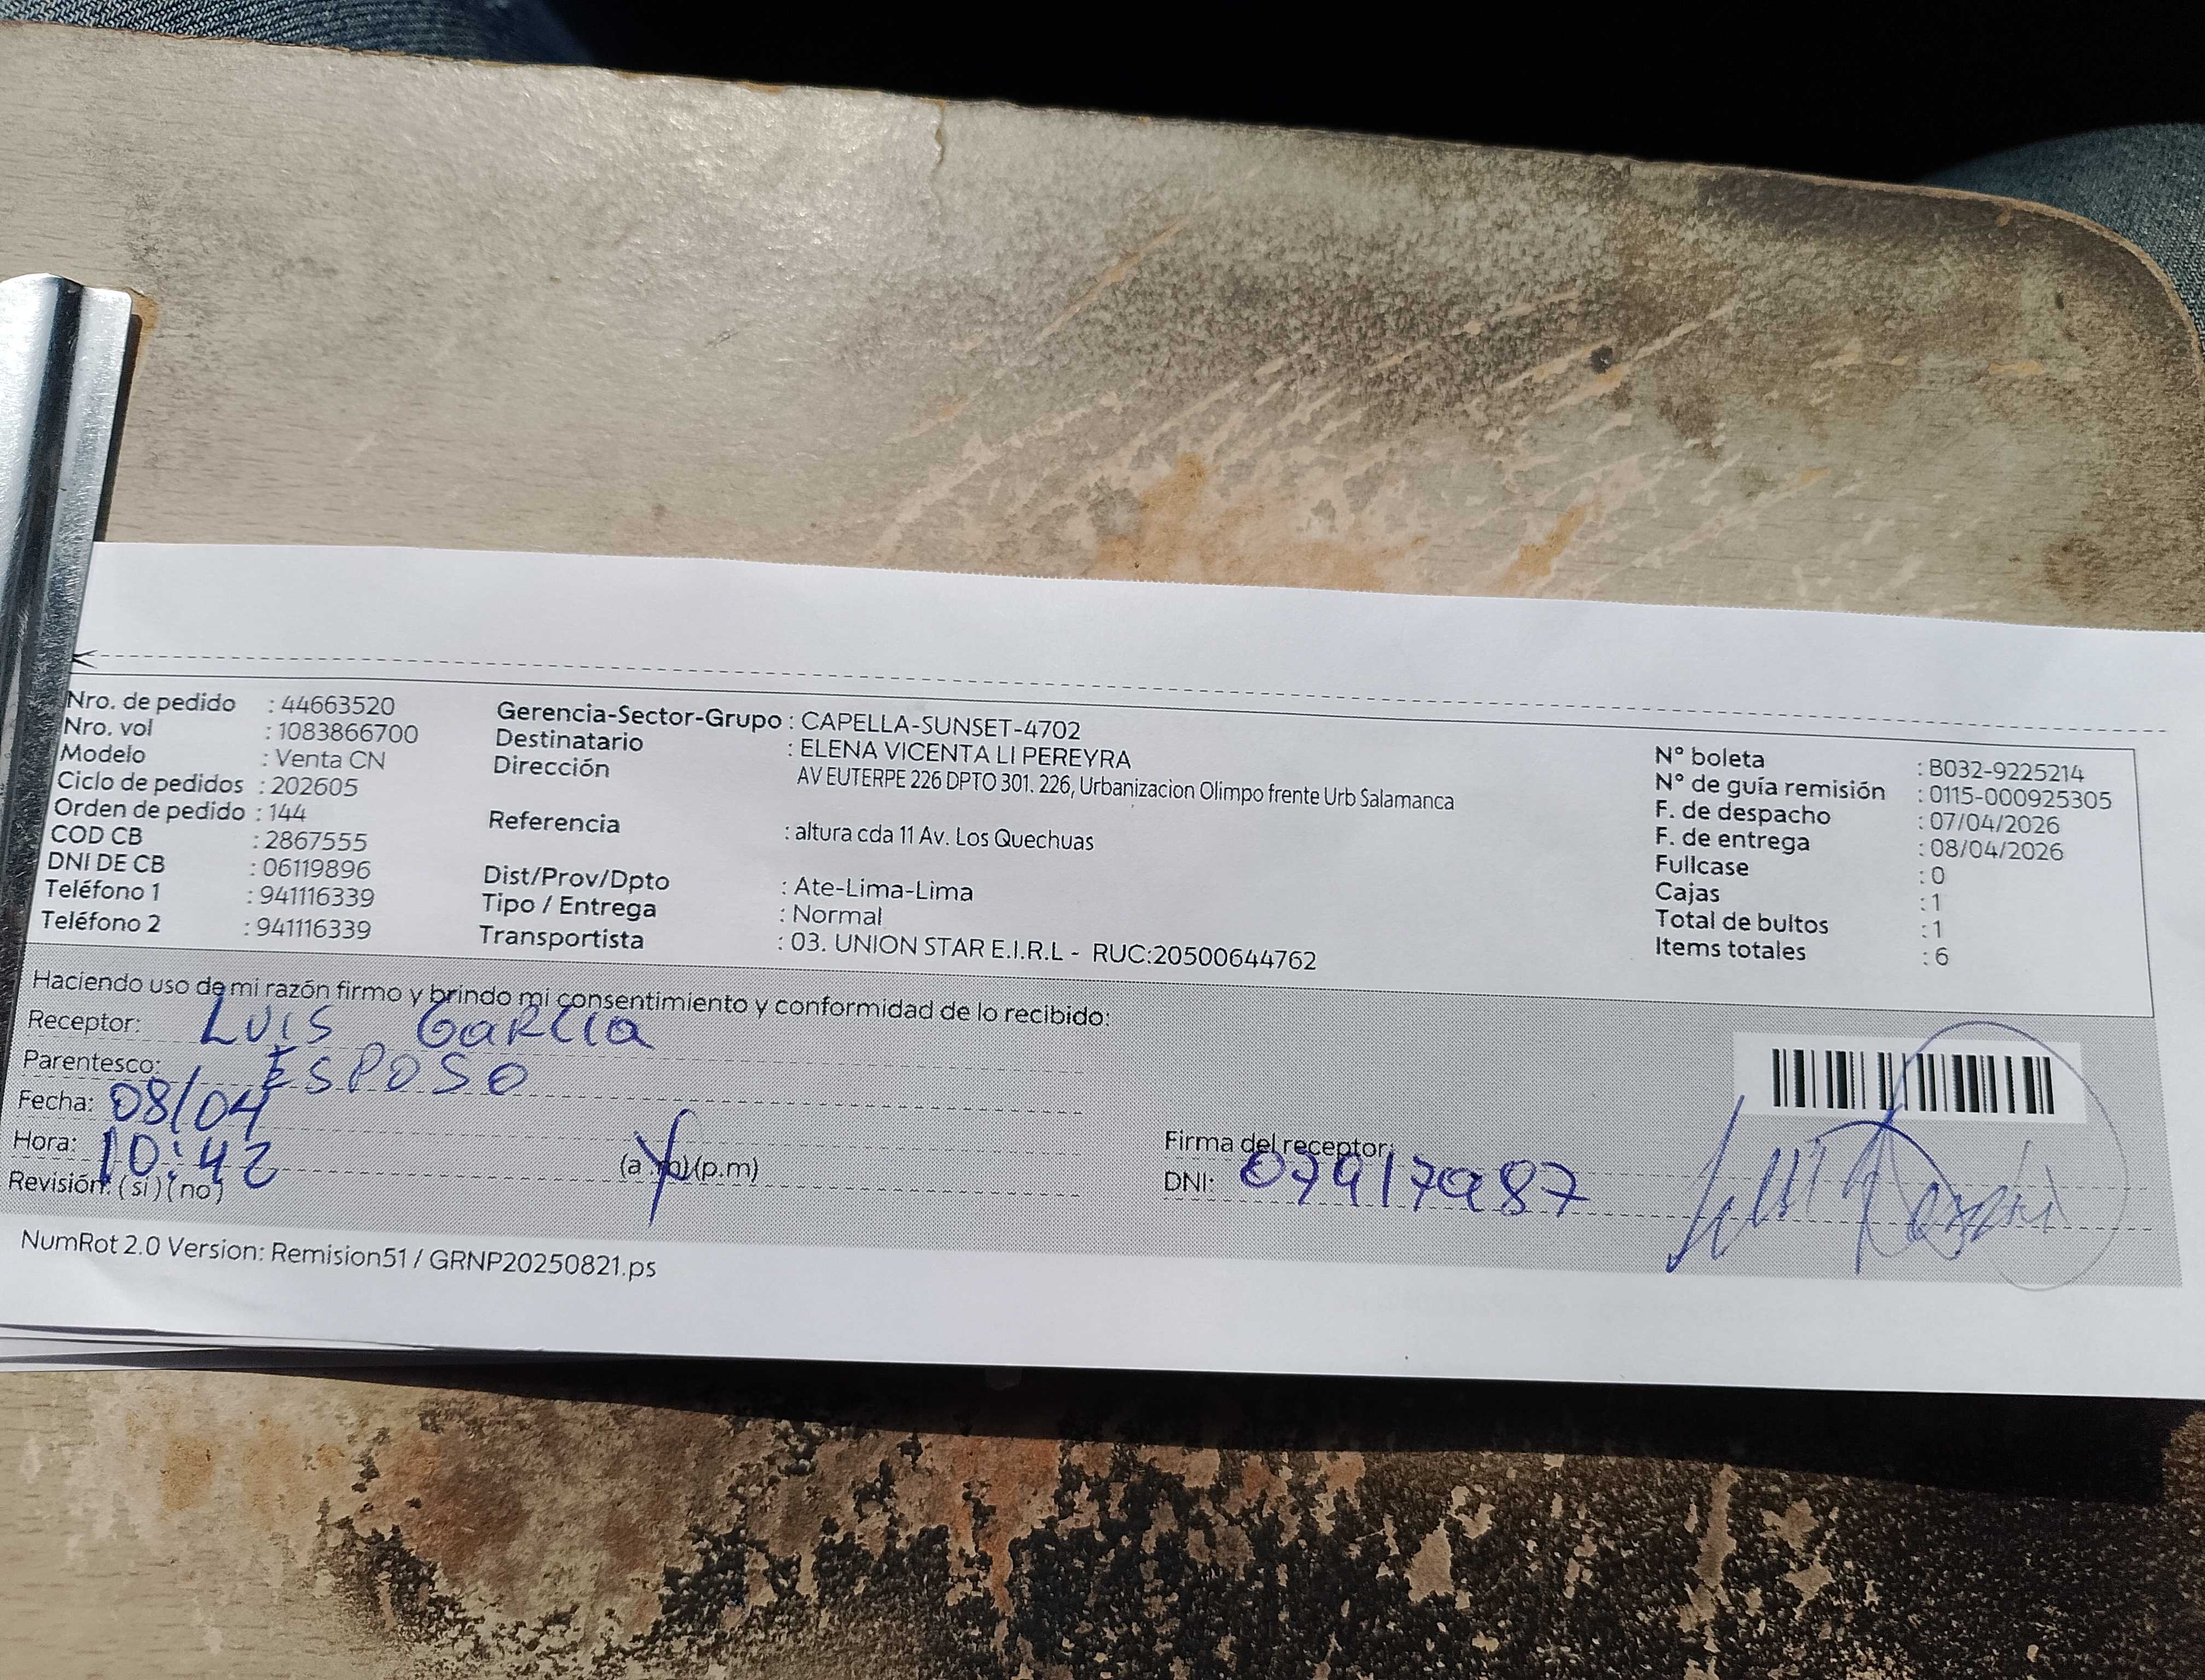 Nro. de pedido : 44663520
Nro. vol : 1083866700
Modelo : Venta CN
Ciclo de pedidos : 202605
Orden de pedido : 144
COD CB : 2867555
DNI DE CB : 06119896
Teléfono 1 : 941116339
Teléfono 2 : 941116339
Gerencia-Sector-Grupo : CAPELLA-SUNSET-4702
Destinatario : ELENA VICENTA LI PEREYRA
Dirección AV EUTERPE 226 DPTO 301. 226, Urbanizacion Olimpo frente Urb Salamanca
Referencia : altura cda 11 Av. Los Quechuas
Dist/Prov/Dpto : Ate-Lima-Lima
Tipo / Entrega : Normal
Transportista : 03. UNION STAR E.I.R.L - RUC:20500644762
N° boleta : B032-9225214
N° de guía remisión : 0115-000925305
F. de despacho : 07/04/2026
F. de entrega : 08/04/2026
Fullcase : 0
Cajas : 1
Total de bultos : 1
Items totales : 6
Haciendo uso de mi razón firmo y brindo mi consentimiento y conformidad de lo recibido:
Receptor: LUIS GaRCIa
Parentesco: ESPOSO
Fecha: 08/04
Hora: 10:42 (a.m)(p.m)
Revisión: (si) (no)
Firma del receptor:
DNI:
NumRot 2.0 Version: Remision51 / GRNP20250821.ps